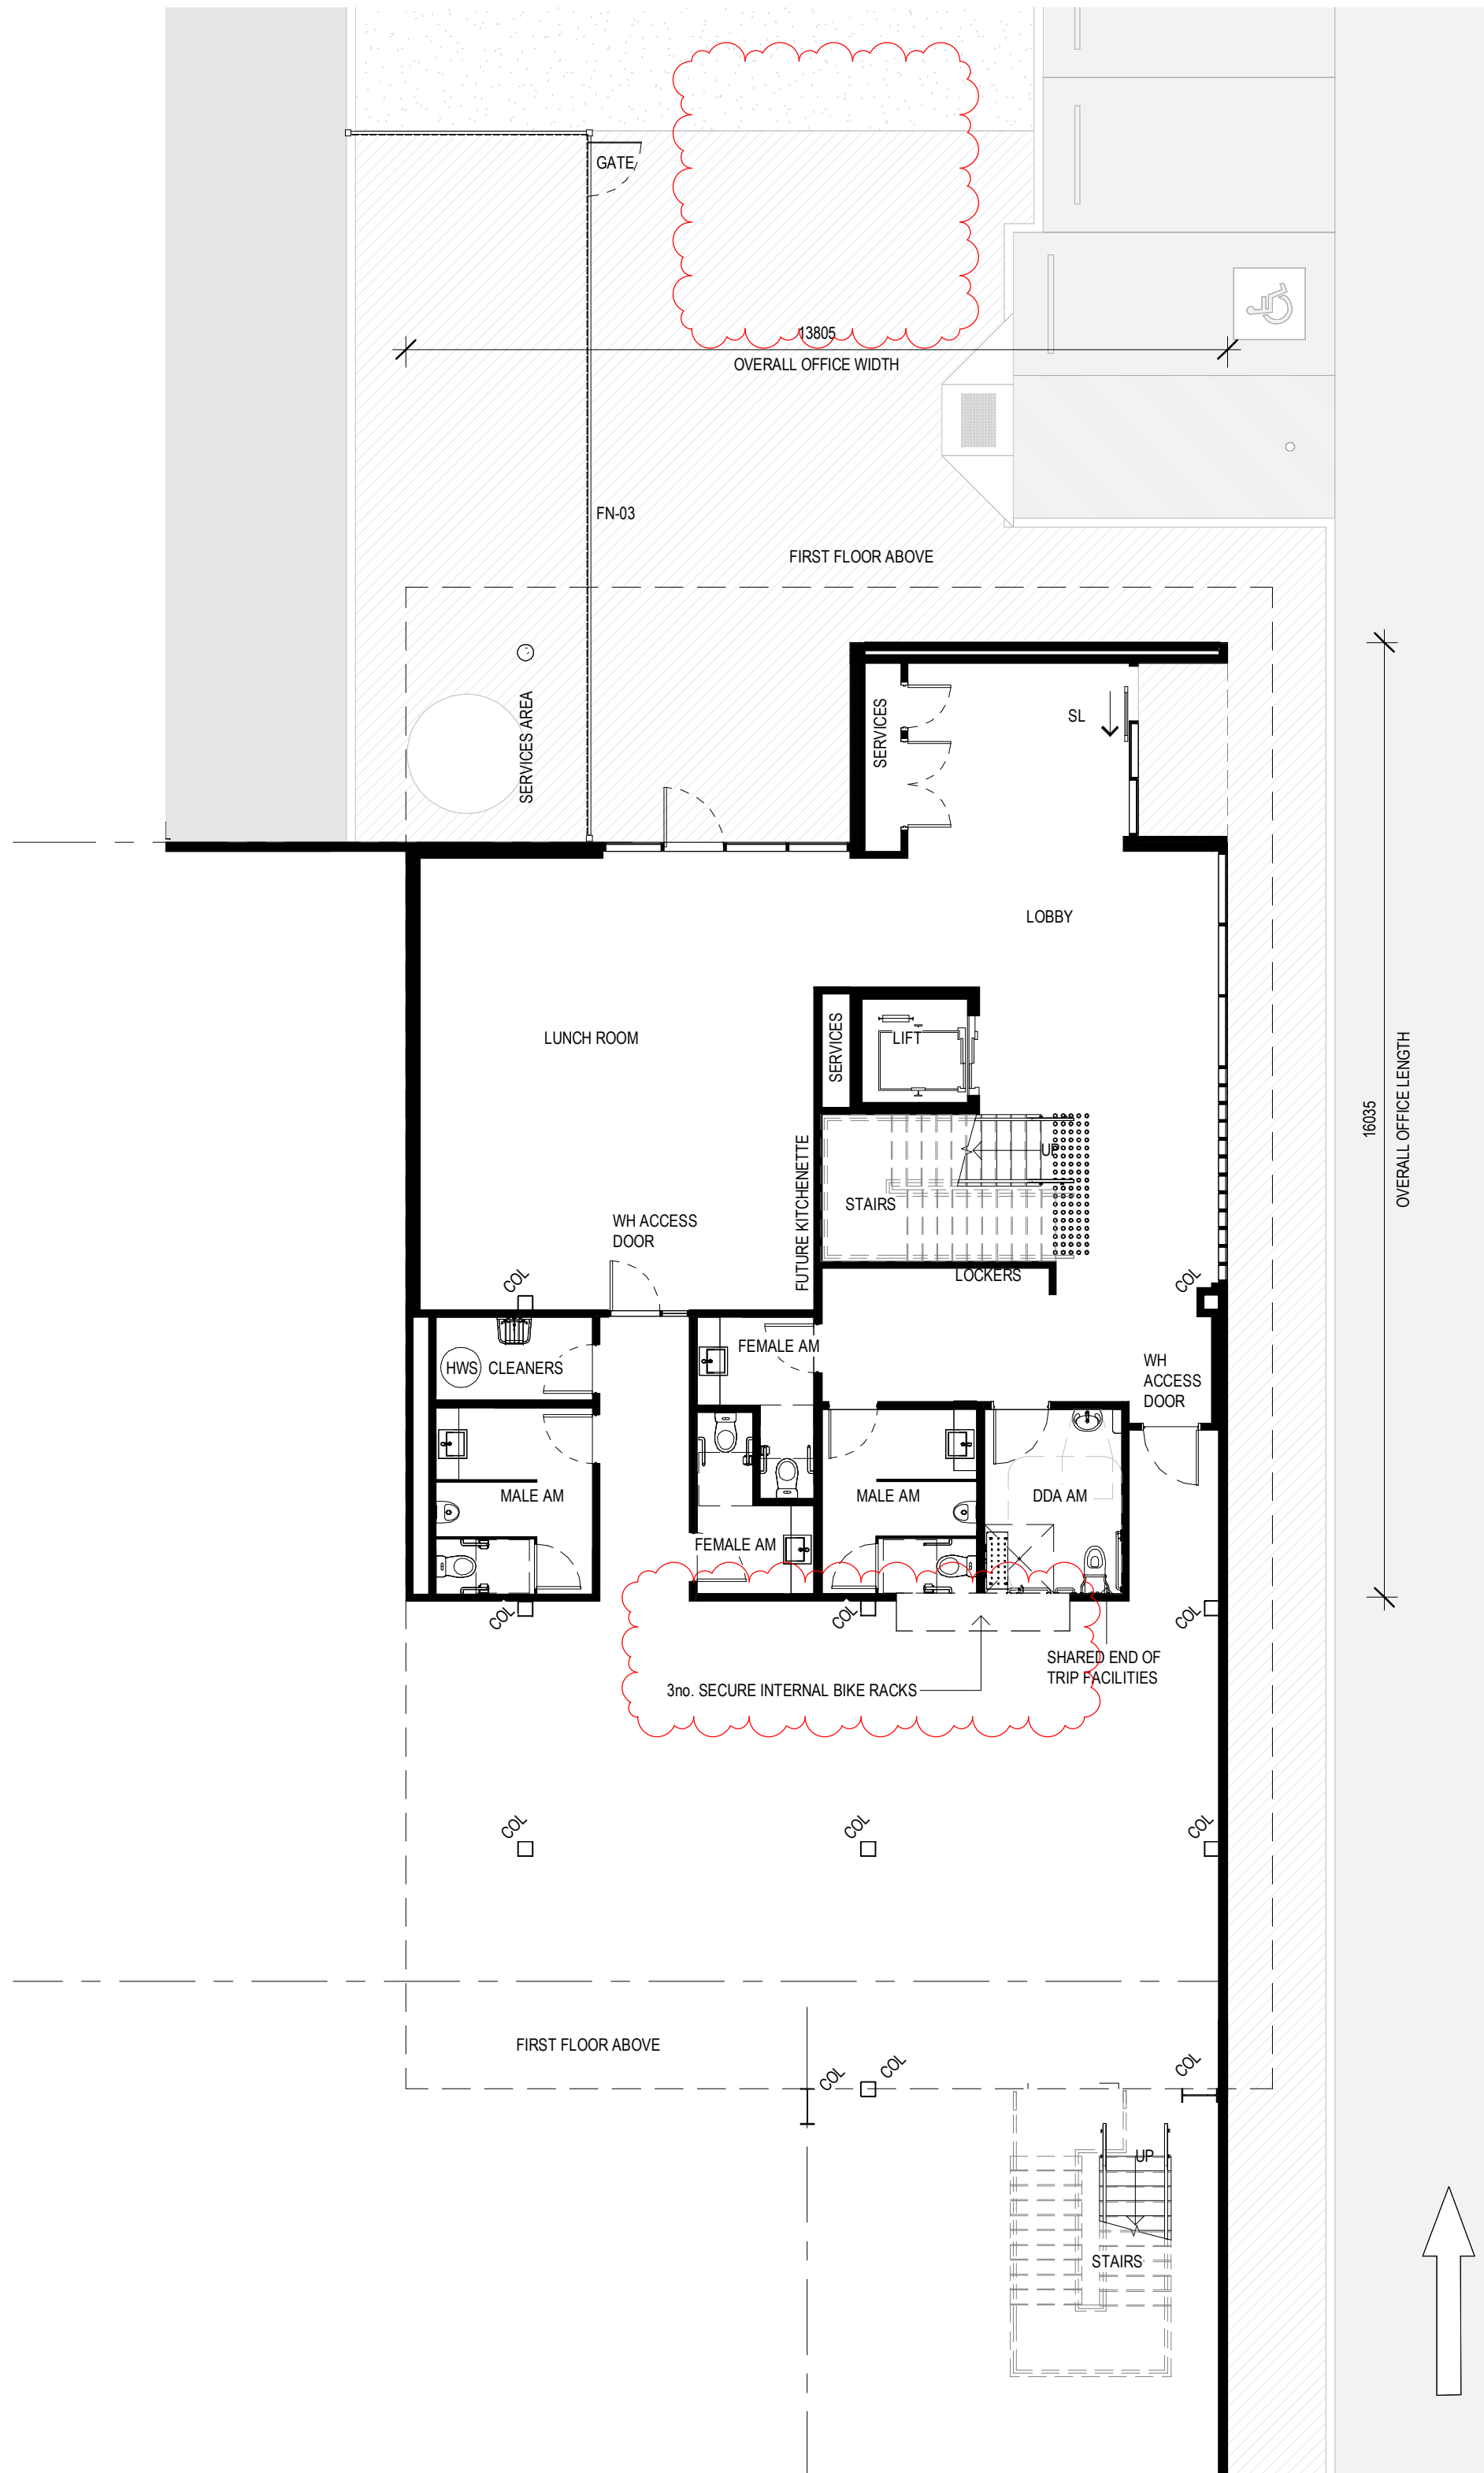 GATE
13805
OVERALL OFFICE WIDTH
FN-03
FIRST FLOOR ABOVE
SERVICES AREA
SERVICES
SL
LOBBY
LUNCH ROOM
SERVICES
LIFT
16035
OVERALL OFFICE LENGTH
UP
FUTURE KITCHENETTE
STAIRS
WH ACCESS
DOOR
COL
LOCKERS
COL
FEMALE AM
HWS
CLEANERS
WH
ACCESS
DOOR
MALE AM
MALE AM
DDA AM
FEMALE AM
COL
COL
COL
SHARED END OF
TRIP FACILITIES
3no. SECURE INTERNAL BIKE RACKS
COL
COL
COL
FIRST FLOOR ABOVE
COL
COL
COL
UP
STAIRS